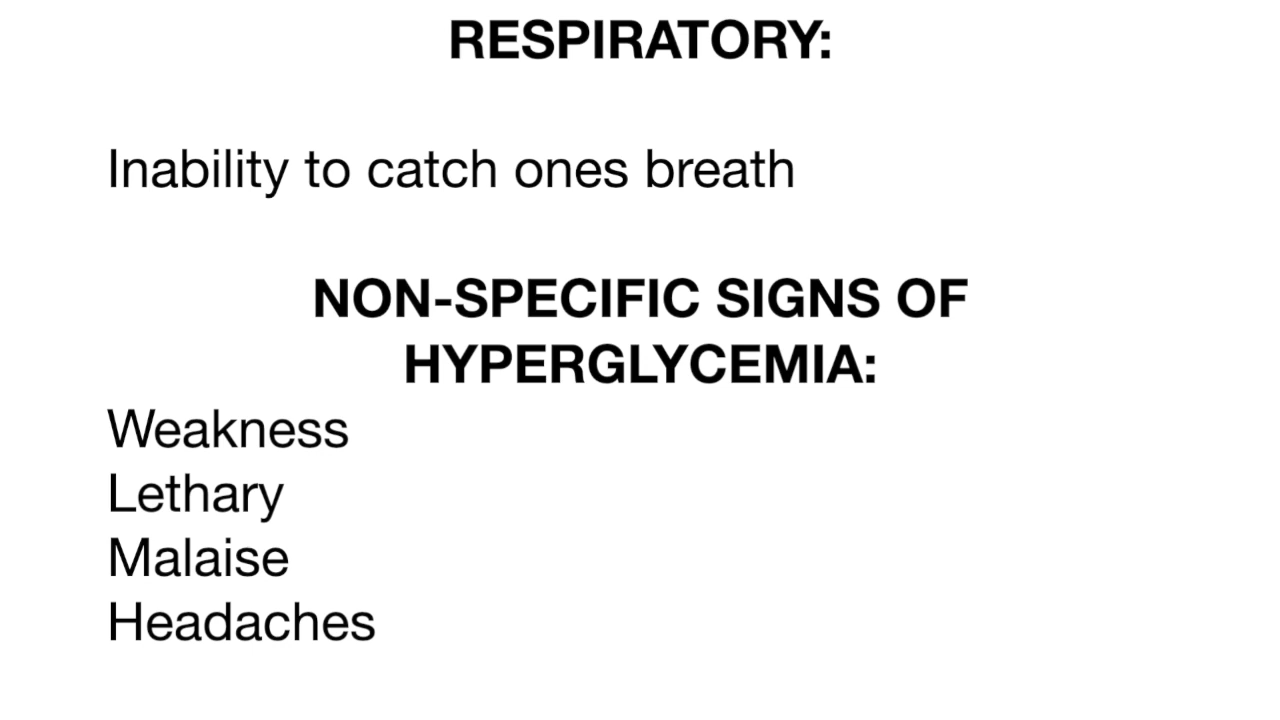 RESPIRATORY:
Inability to catch ones breath
NON-SPECIFIC SIGNS OF
HYPERGLYCEMIA:
Weakness
Lethary
Malaise
Headaches